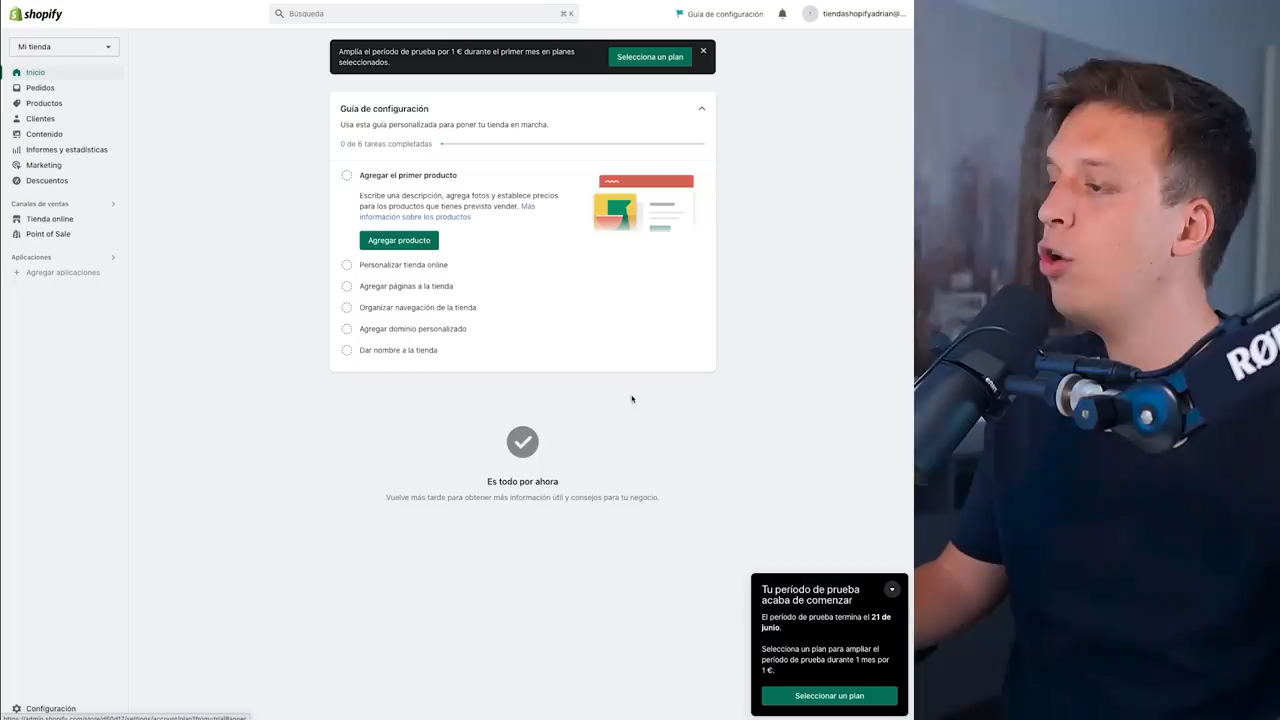 shopify
Búsqueda
⌘ K
Guía de configuración
tiendashopifyadrian@...
Mi tienda
Inicio
Pedidos
Productos
Clientes
Contenido
Informes y estadísticas
Marketing
Descuentos
Canales de ventas
Tienda online
Point of Sale
Aplicaciones
Agregar aplicaciones
Amplía el período de prueba por 1 € durante el primer mes en planes
seleccionados.
Selecciona un plan
Guía de configuración
Usa esta guía personalizada para poner tu tienda en marcha.
0 de 6 tareas completadas
Agregar el primer producto
Escribe una descripción, agrega fotos y establece precios
para los productos que tienes previsto vender. Más
información sobre los productos
Agregar producto
Personalizar tienda online
Agregar páginas a la tienda
Organizar navegación de la tienda
Agregar dominio personalizado
Dar nombre a la tienda
Es todo por ahora
Vuelve más tarde para obtener más información útil y consejos para tu negocio.
Tu período de prueba
acaba de comenzar
El período de prueba termina el 21 de
junio.
Selecciona un plan para ampliar el
período de prueba durante 1 mes por
1 €.
Seleccionar un plan
Configuración
RØ